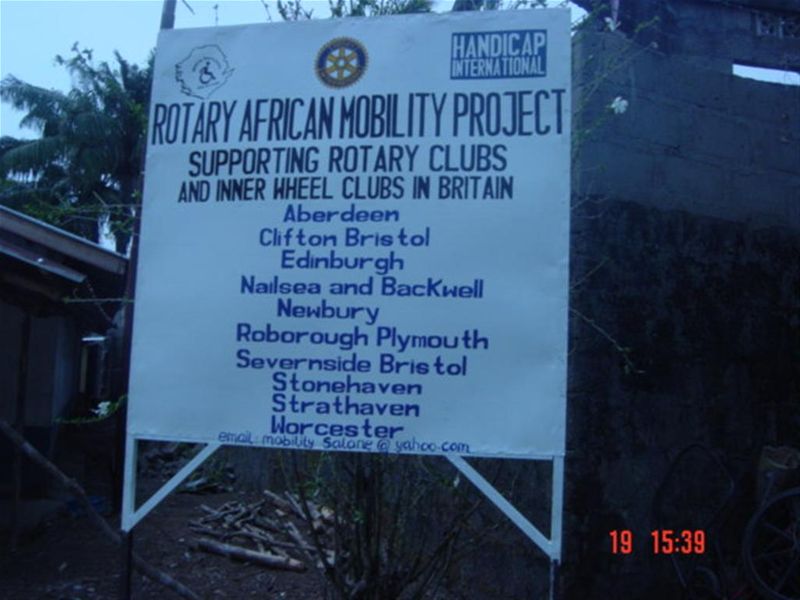 HANDICAP
INTERNATIONAL
ROTARY AFRICAN MOBILITY PROJECT
SUPPORTING ROTARY CLUBS
AND INNER WHEEL CLUBS IN BRITAIN
Aberdeen
Clifton Bristol
Edinburgh
Nailsea and Backwell
Newbury
Roborough Plymouth
Severnside Bristol
Stonehaven
Strathaven
Worcester
email: mobility Salone@yahoo.com
19 15:39